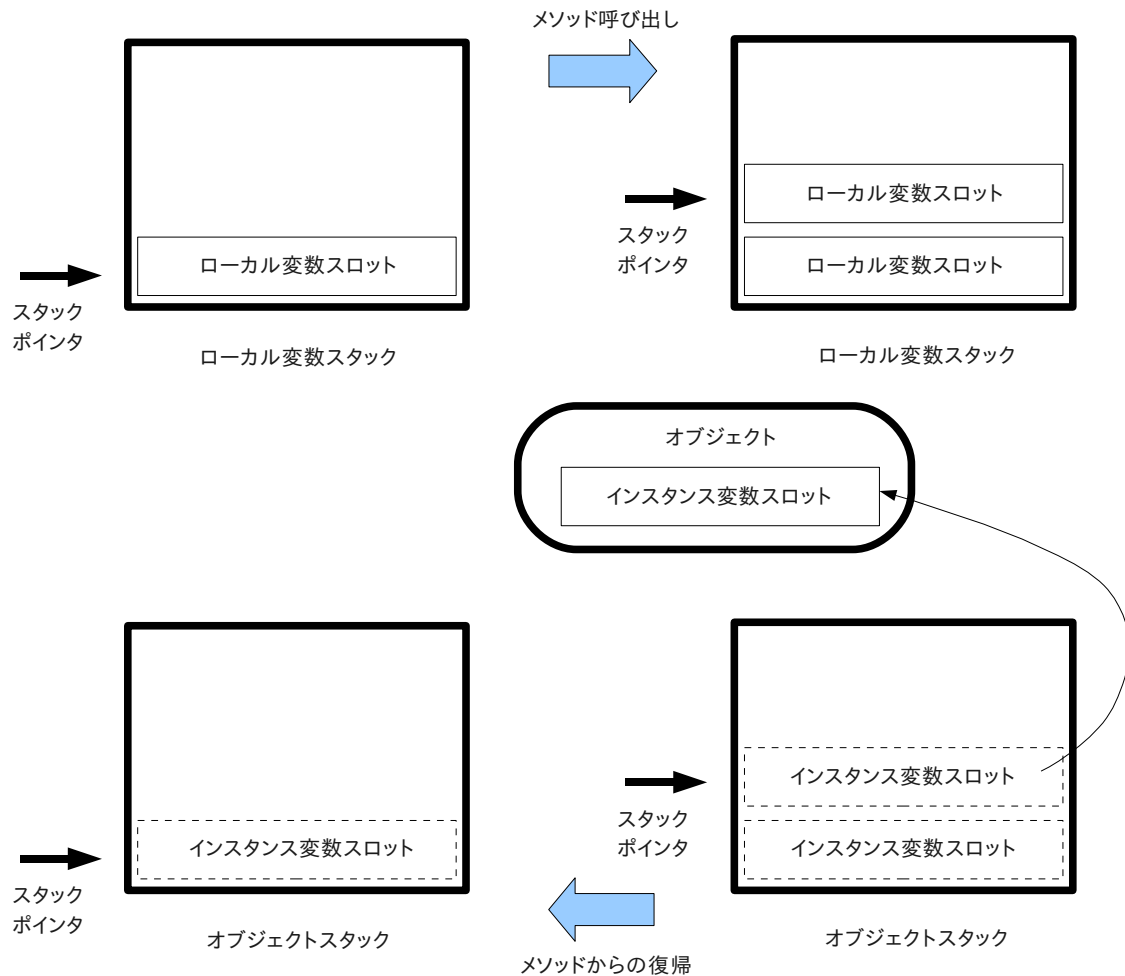 メソッド呼び出し
ローカル変数スロット
スタック
ポインタ
ローカル変数スタック
ローカル変数スロット
ローカル変数スロット
スタック
ポインタ
ローカル変数スタック
オブジェクト
インスタンス変数スロット
インスタンス変数スロット
スタック
ポインタ
オブジェクトスタック
インスタンス変数スロット
インスタンス変数スロット
スタック
ポインタ
オブジェクトスタック
メソッドからの復帰